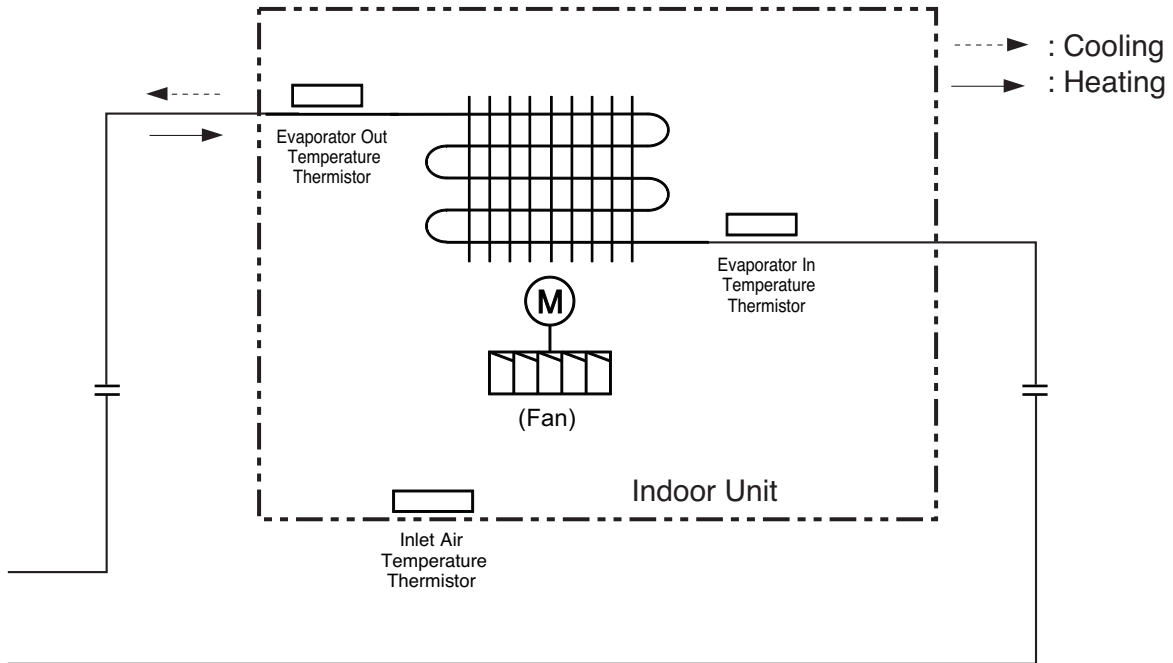 : Cooling
: Heating
Evaporator Out
Temperature
Thermistor
Evaporator In
Temperature
Thermistor
M
(Fan)
Indoor Unit
Inlet Air
Temperature
Thermistor